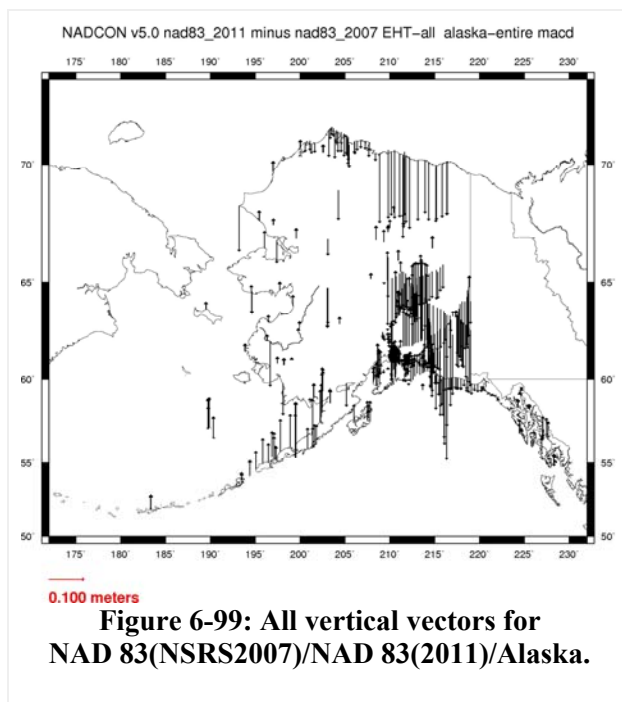 NADCON v5.0 nad83_2011 minus nad83_2007 EHT−all alaska−entire macd
175˚ 180˚ 185˚ 190˚ 195˚ 200˚ 205˚ 210˚ 215˚ 220˚ 225˚ 230˚
70˚ 70˚
65˚ 65˚
60˚ 60˚
55˚ 55˚
50˚ 50˚
175˚ 180˚ 185˚ 190˚ 195˚ 200˚ 205˚ 210˚ 215˚ 220˚ 225˚ 230˚
0.100 meters
Figure 6-99: All vertical vectors for
NAD 83(NSRS2007)/NAD 83(2011)/Alaska.